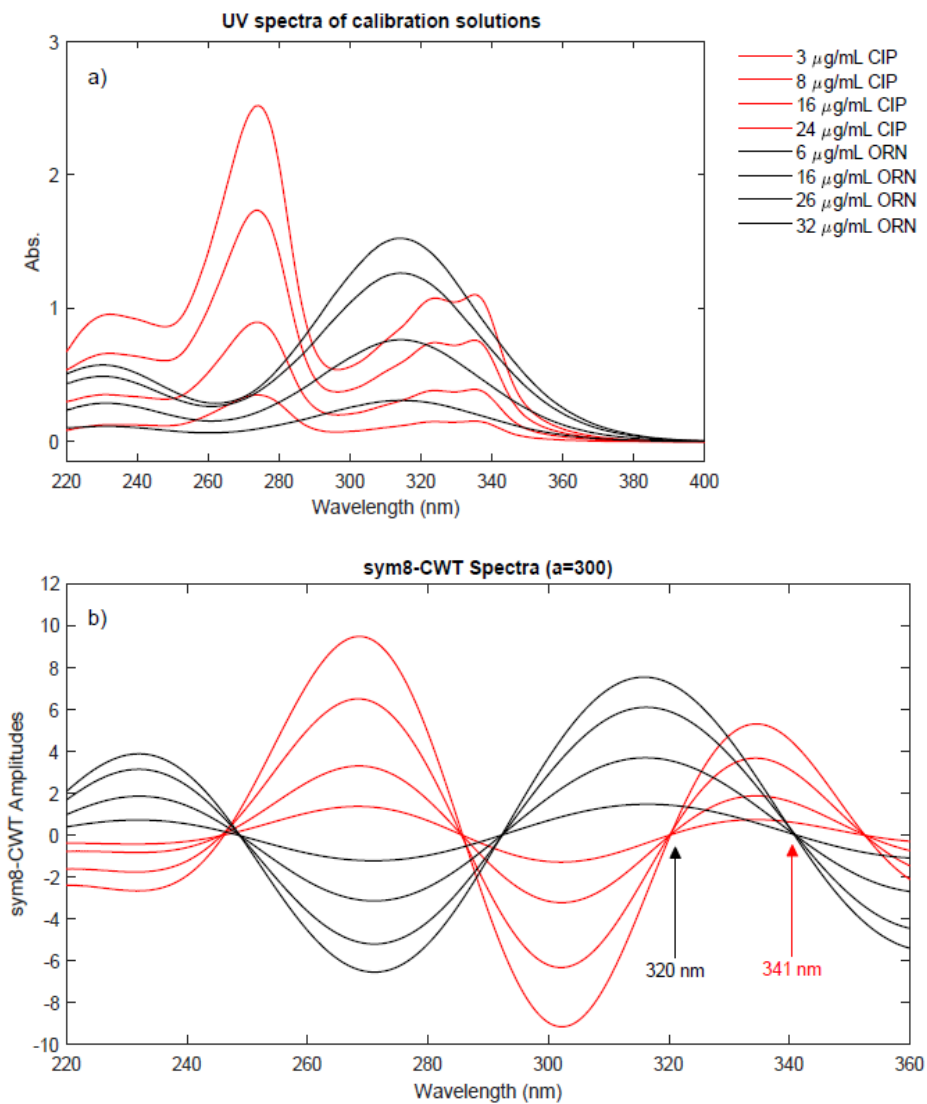 UV spectra of calibration solutions
a)
3
2
1
0
Abs.
220 240 260 280 300 320 340 360 380 400
Wavelength (nm)
3 μg/mL CIP
8 μg/mL CIP
16 μg/mL CIP
24 μg/mL CIP
6 μg/mL ORN
16 μg/mL ORN
26 μg/mL ORN
32 μg/mL ORN
sym8-CWT Spectra (a=300)
b)
12
10
8
6
4
2
0
-2
-4
-6
-8
-10
sym8-CWT Amplitudes
320 nm
341 nm
220 240 260 280 300 320 340 360
Wavelength (nm)